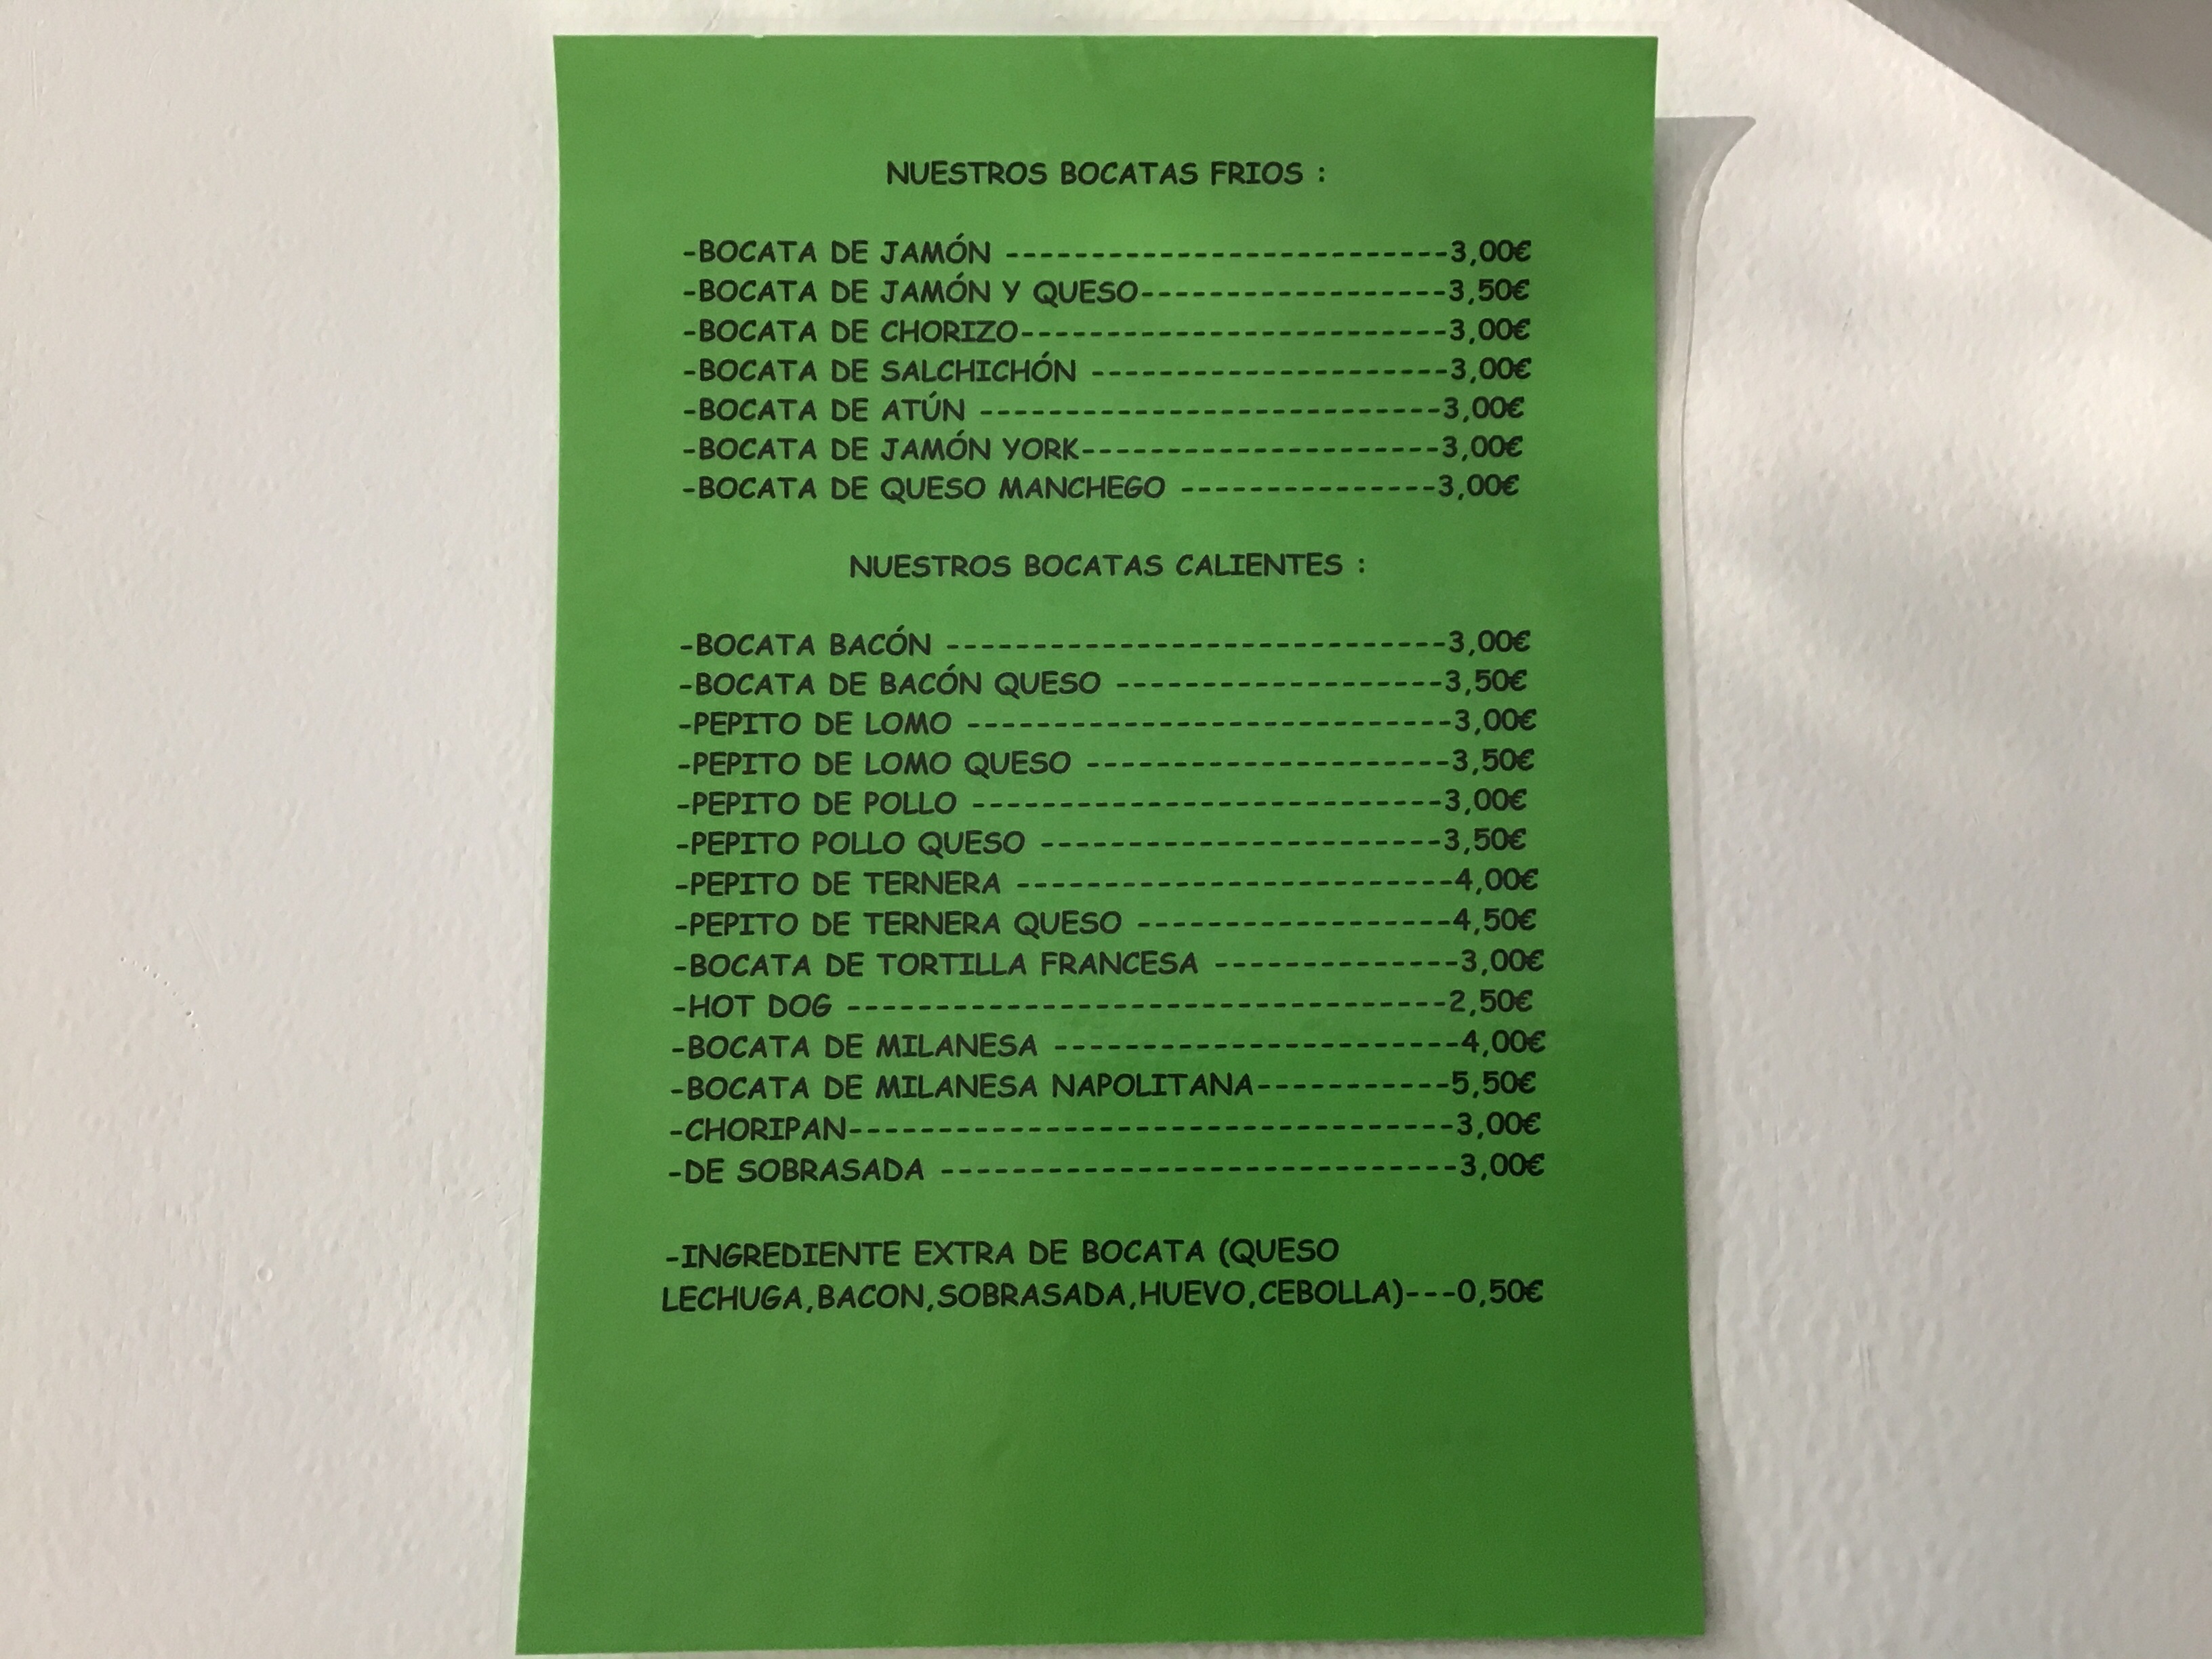 NUESTROS BOCATAS FRIOS :
-BOCATA DE JAMÓN --------------------------3,00€
-BOCATA DE JAMÓN Y QUESO------------------3,50€
-BOCATA DE CHORIZO-------------------------3,00€
-BOCATA DE SALCHICHÓN ---------------------3,00€
-BOCATA DE ATÚN ---------------------------3,00€
-BOCATA DE JAMÓN YORK---------------------3,00€
-BOCATA DE QUESO MANCHEGO ---------------3,00€
NUESTROS BOCATAS CALIENTES :
-BOCATA BACÓN -----------------------------3,00€
-BOCATA DE BACÓN QUESO -------------------3,50€
-PEPITO DE LOMO ----------------------------3,00€
-PEPITO DE LOMO QUESO ---------------------3,50€
-PEPITO DE POLLO ---------------------------3,00€
-PEPITO POLLO QUESO -----------------------3,50€
-PEPITO DE TERNERA -------------------------4,00€
-PEPITO DE TERNERA QUESO ------------------4,50€
-BOCATA DE TORTILLA FRANCESA --------------3,00€
-HOT DOG -----------------------------------2,50€
-BOCATA DE MILANESA -----------------------4,00€
-BOCATA DE MILANESA NAPOLITANA-----------5,50€
-CHORIPAN-----------------------------------3,00€
-DE SOBRASADA ------------------------------3,00€
-INGREDIENTE EXTRA DE BOCATA (QUESO
LECHUGA,BACON,SOBRASADA,HUEVO,CEBOLLA)---0,50€